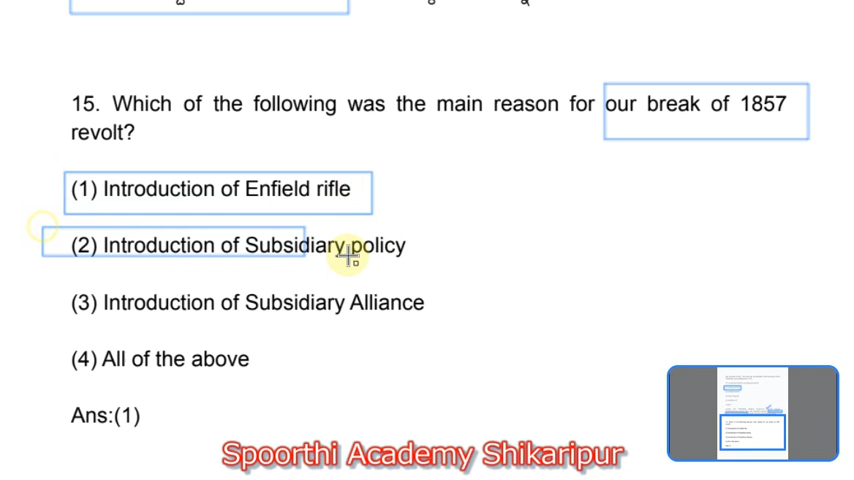 15. Which of the following was the main reason for our break of 1857
revolt?
(1) Introduction of Enfield rifle
(2) Introduction of Subsidiary policy
(3) Introduction of Subsidiary Alliance
(4) All of the above
Ans:(1)
Spoorthi Academy Shikaripur